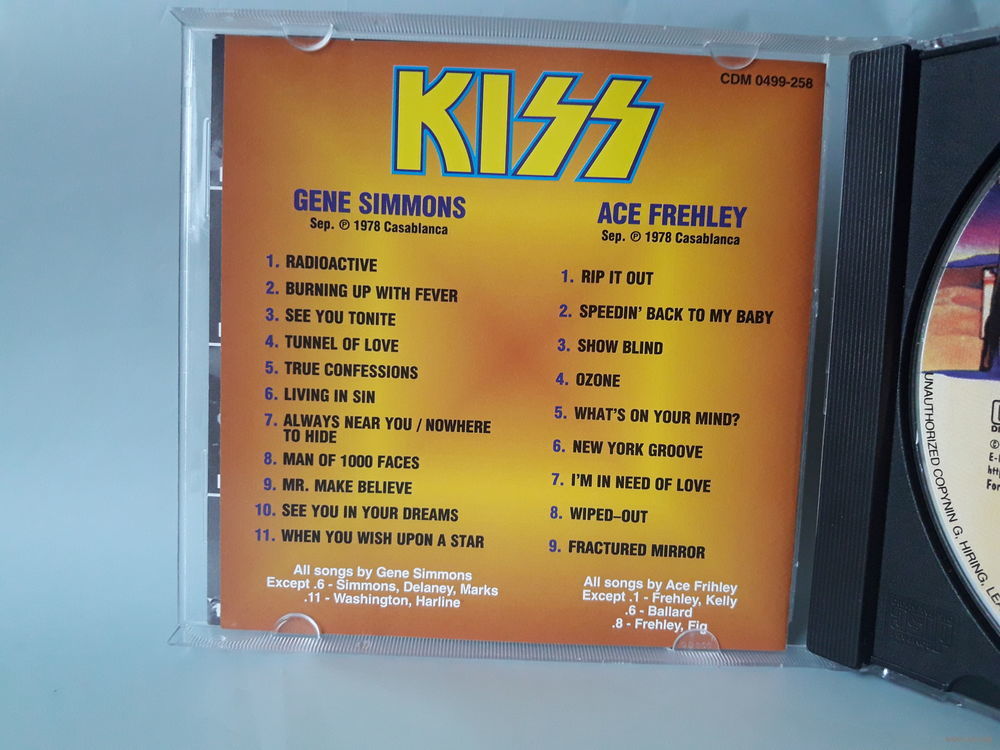 KISS
CDM 0499-258
GENE SIMMONS
Sep. ℗ 1978 Casablanca
1. RADIOACTIVE
2. BURNING UP WITH FEVER
3. SEE YOU TONITE
4. TUNNEL OF LOVE
5. TRUE CONFESSIONS
6. LIVING IN SIN
7. ALWAYS NEAR YOU / NOWHERE
TO HIDE
8. MAN OF 1000 FACES
9. MR. MAKE BELIEVE
10. SEE YOU IN YOUR DREAMS
11. WHEN YOU WISH UPON A STAR
All songs by Gene Simmons
Except .6 - Simmons, Delaney, Marks
.11 - Washington, Harline
ACE FREHLEY
Sep. ℗ 1978 Casablanca
1. RIP IT OUT
2. SPEEDIN' BACK TO MY BABY
3. SHOW BLIND
4. OZONE
5. WHAT'S ON YOUR MIND?
6. NEW YORK GROOVE
7. I'M IN NEED OF LOVE
8. WIPED–OUT
9. FRACTURED MIRROR
All songs by Ace Frihley
Except .1 - Frehley, Kelly
.6 - Ballard
.8 - Frehley, Fig
UNAUTHORIZED COPYNIN G, HIRING,